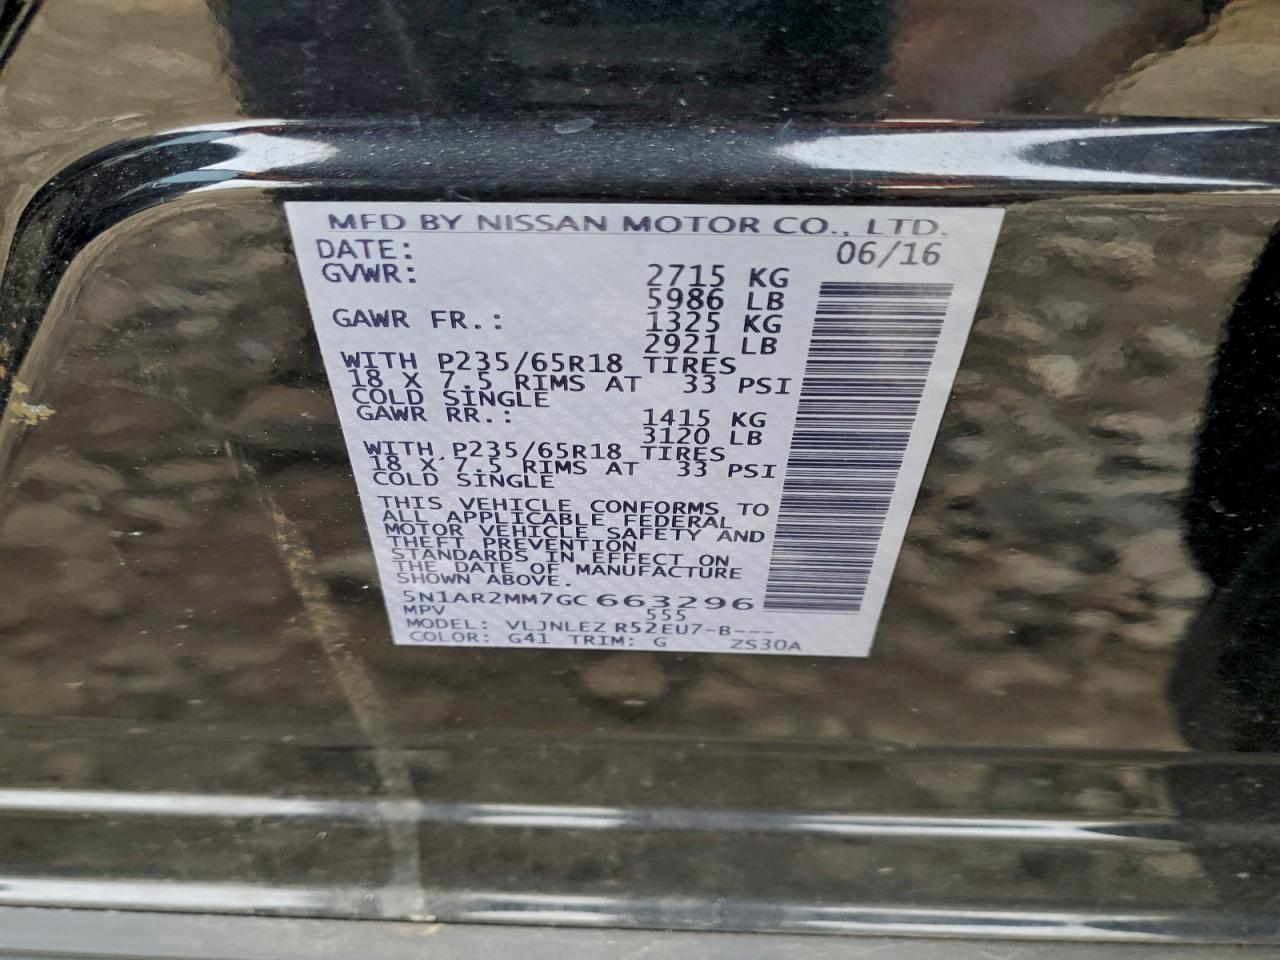 MFD BY NISSAN MOTOR CO., LTD.
DATE: 06/16
GVWR: 2715 KG
5986 LB
GAWR FR.: 1325 KG
2921 LB
WITH P235/65R18 TIRES
18 X 7.5 RIMS AT 33 PSI
COLD SINGLE
GAWR RR.: 1415 KG
3120 LB
WITH P235/65R18 TIRES
18 X 7.5 RIMS AT 33 PSI
COLD SINGLE
THIS VEHICLE CONFORMS TO
ALL APPLICABLE FEDERAL
MOTOR VEHICLE SAFETY AND
THEFT PREVENTION
STANDARDS IN EFFECT ON
THE DATE OF MANUFACTURE
SHOWN ABOVE.
5N1AR2MM7GC663296
MPV 555
MODEL: VLJNLEZ R52EU7-B---
COLOR: G41 TRIM: G ZS30A